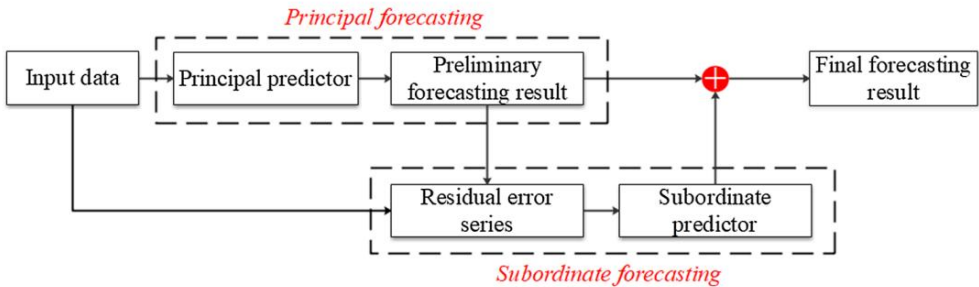 Principal forecasting
Input data
Principal predictor
Preliminary
forecasting result
Final forecasting
result
Residual error
series
Subordinate
predictor
Subordinate forecasting